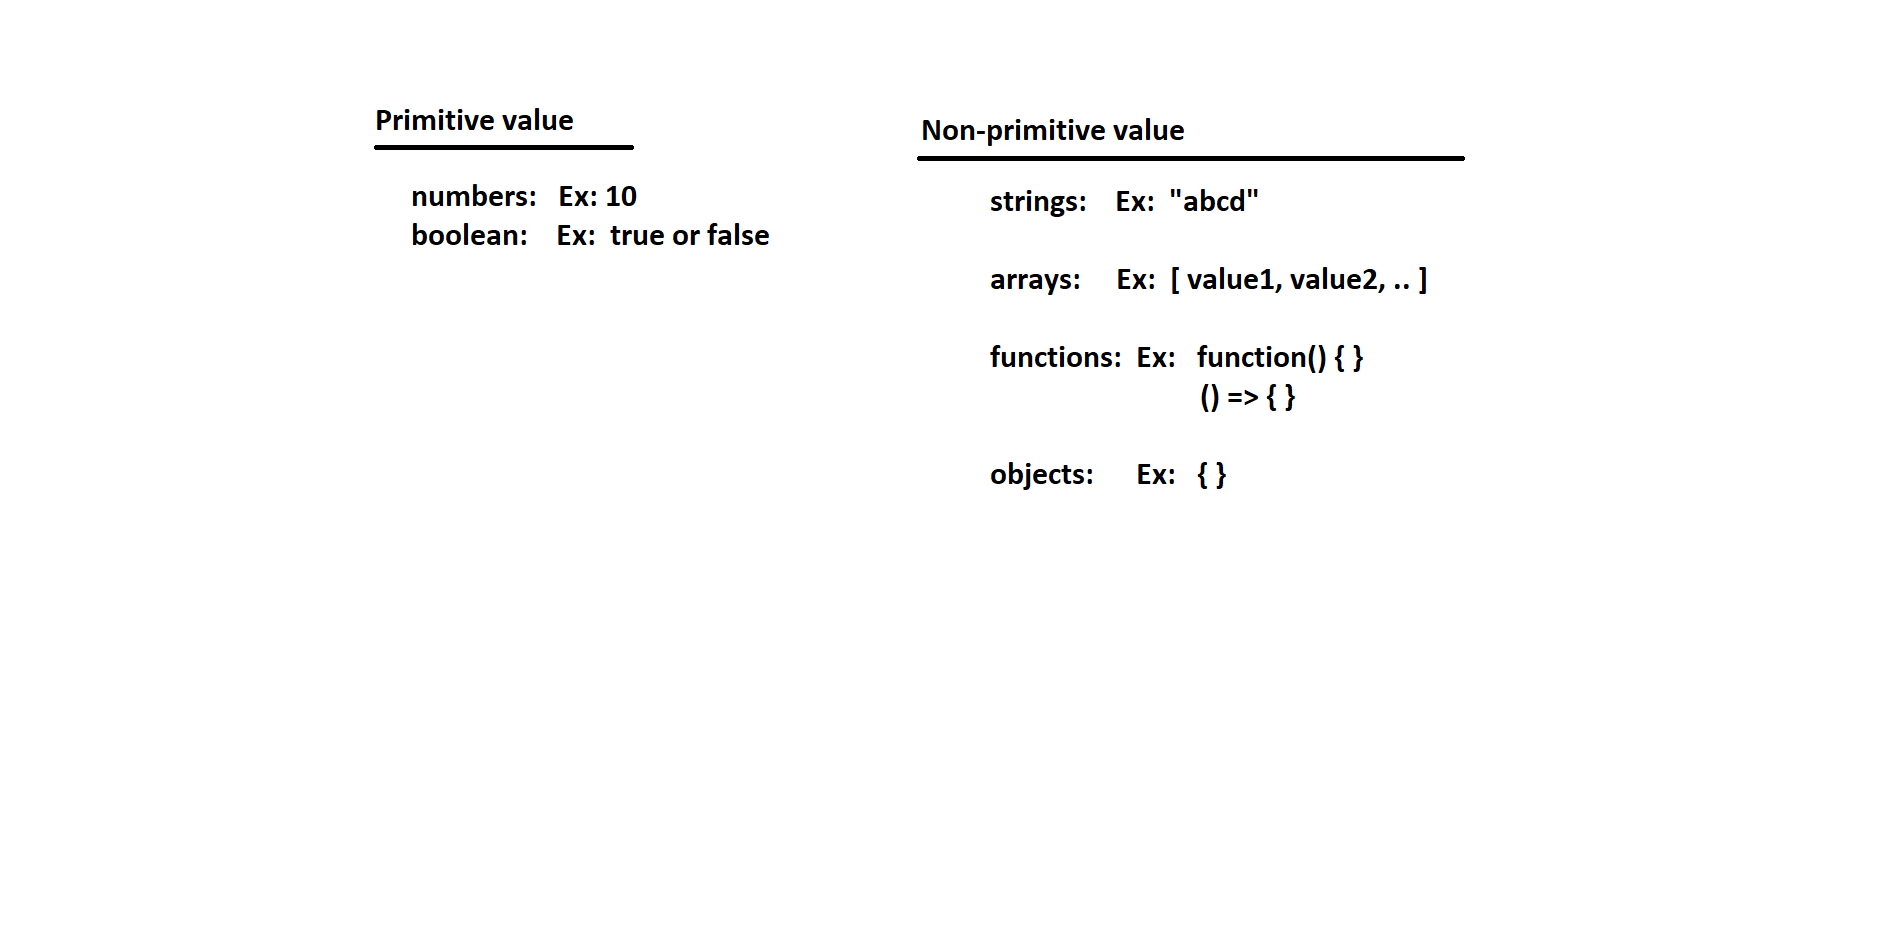 Primitive value
numbers: Ex: 10
boolean: Ex: true or false
Non-primitive value
strings: Ex: "abcd"
arrays: Ex: [ value1, value2, .. ]
functions: Ex: function() { }
() => { }
objects: Ex: { }